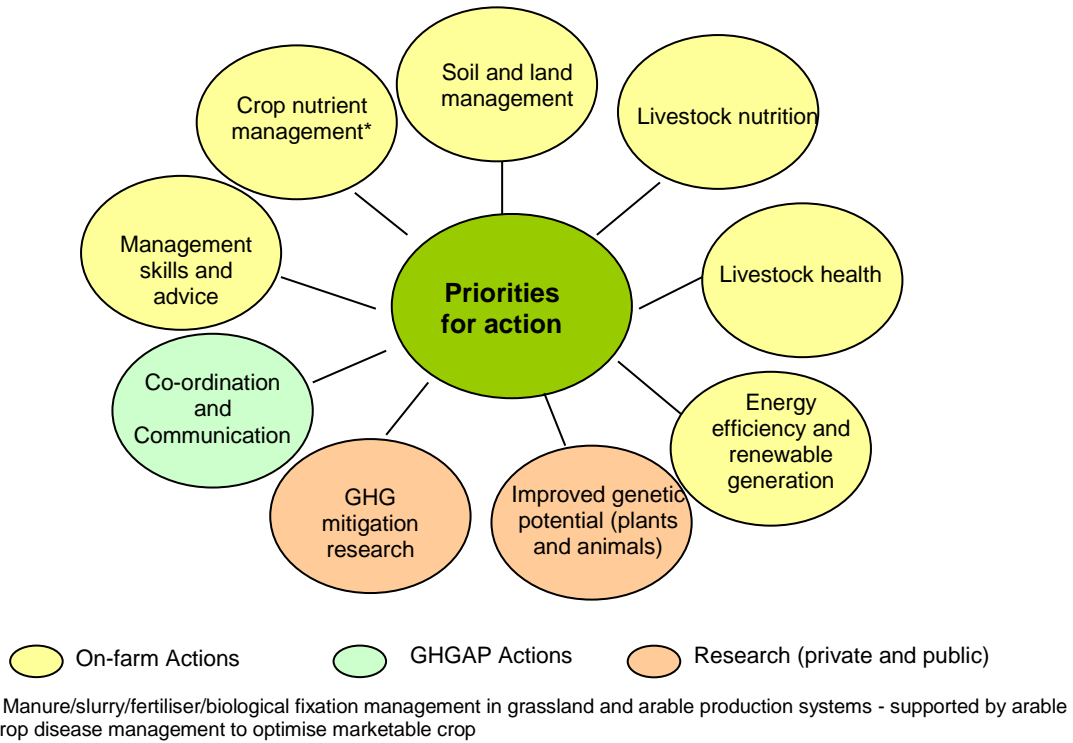 Soil and land
management
Crop nutrient
management*
Livestock nutrition
Management
skills and
advice
Livestock health
Priorities
for action
Co-ordination
and
Communication
Energy
efficiency and
renewable
generation
GHG
mitigation
research
Improved genetic
potential (plants
and animals)
On-farm Actions
GHGAP Actions
Research (private and public)
Manure/slurry/fertiliser/biological fixation management in grassland and arable production systems - supported by arable
rop disease management to optimise marketable crop